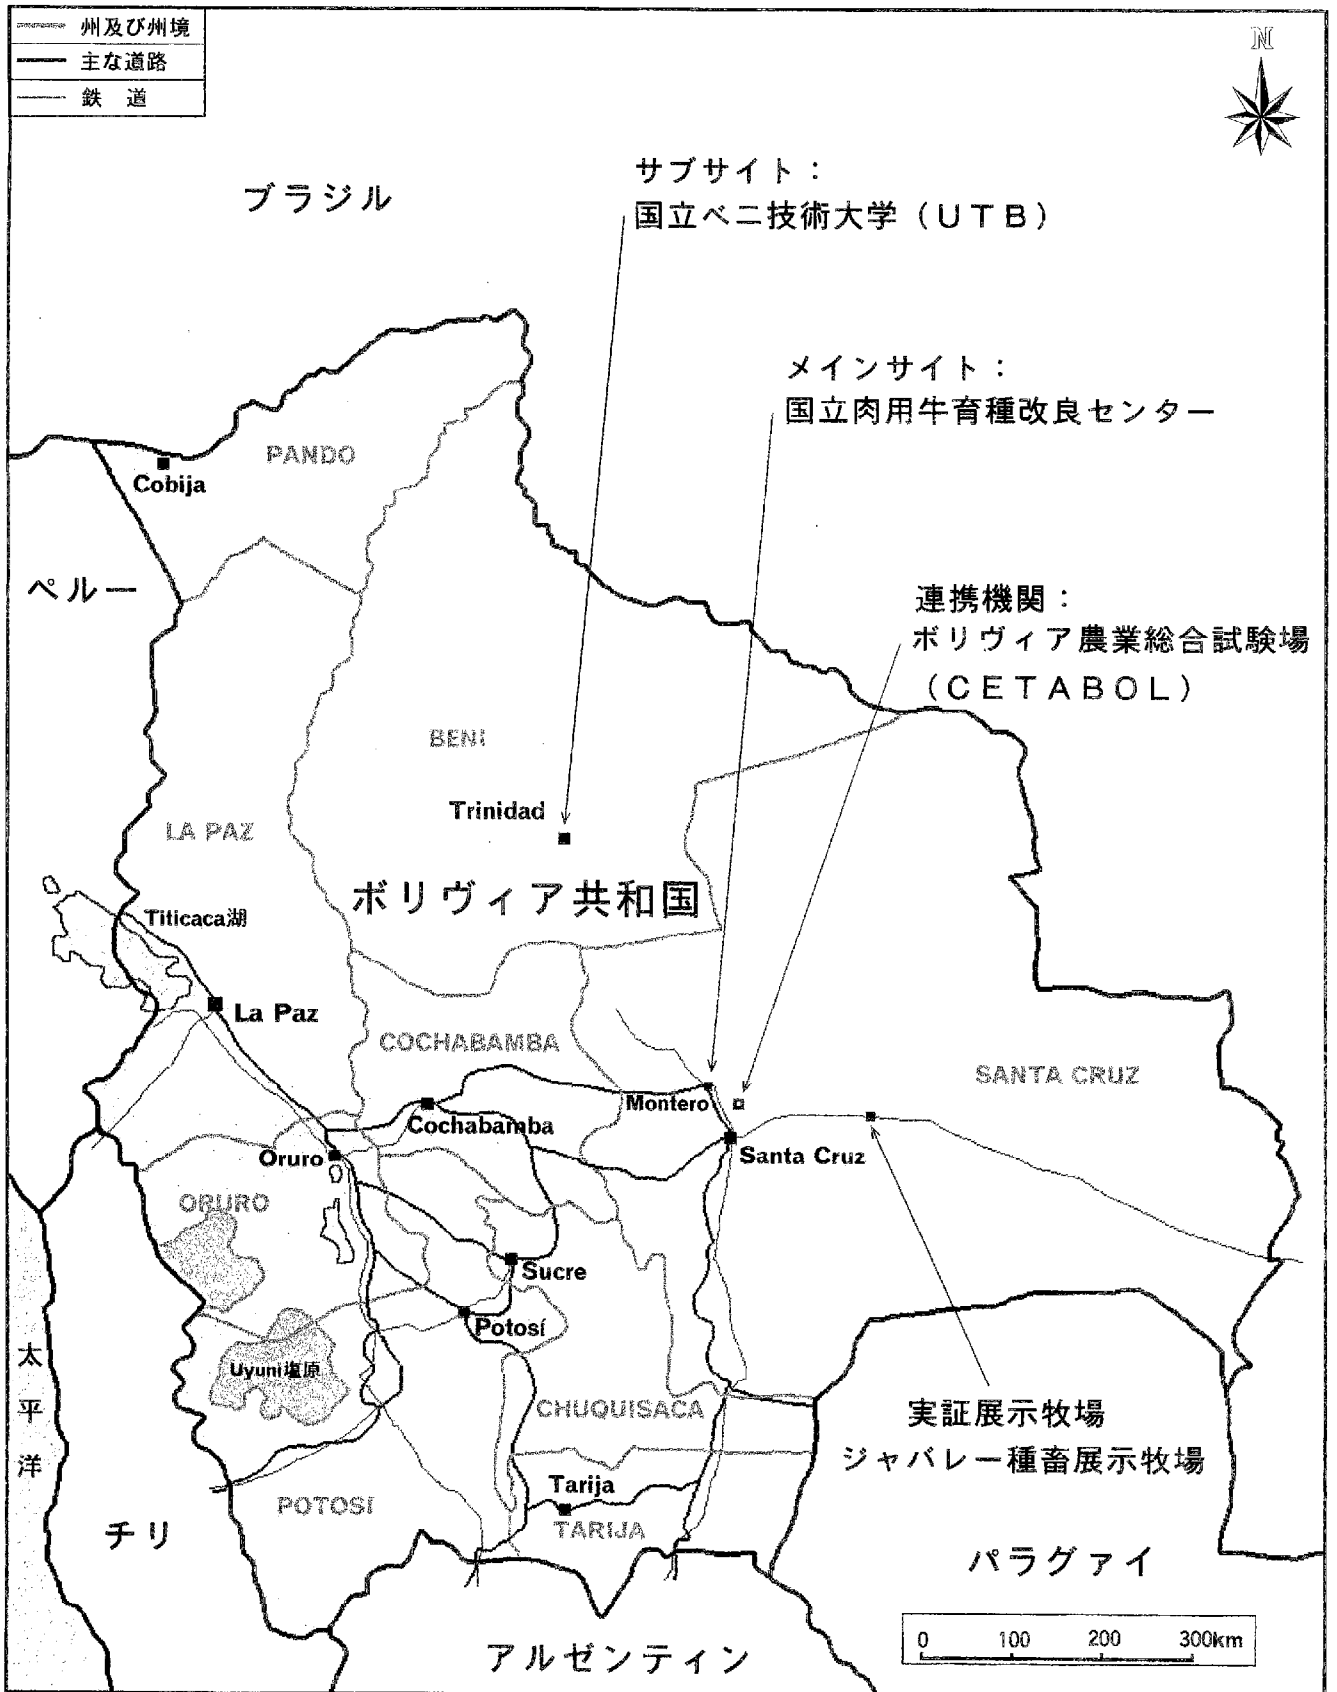 州及び州境
主な道路
鉄 道
N
サブサイト：
国立ベニ技術大学（ＵＴＢ）
ブラジル
メインサイト：
国立肉用牛育種改良センター
PANDO
Cobija
ペルー
連携機関：
ボリヴィア農業総合試験場
（ＣＥＴＡＢＯＬ）
BENI
Trinidad
LA PAZ
ボリヴィア共和国
Titicaca湖
La Paz
COCHABAMBA
SANTA CRUZ
Montero
Cochabamba
Oruro
Santa Cruz
ORURO
Sucre
Potosí
太平洋
Uyuni塩原
CHUQUISACA
実証展示牧場
ジャバレー種畜展示牧場
Tarija
POTOSÍ
TARIJA
チリ
パラグァイ
アルゼンティン
0 100 200 300km